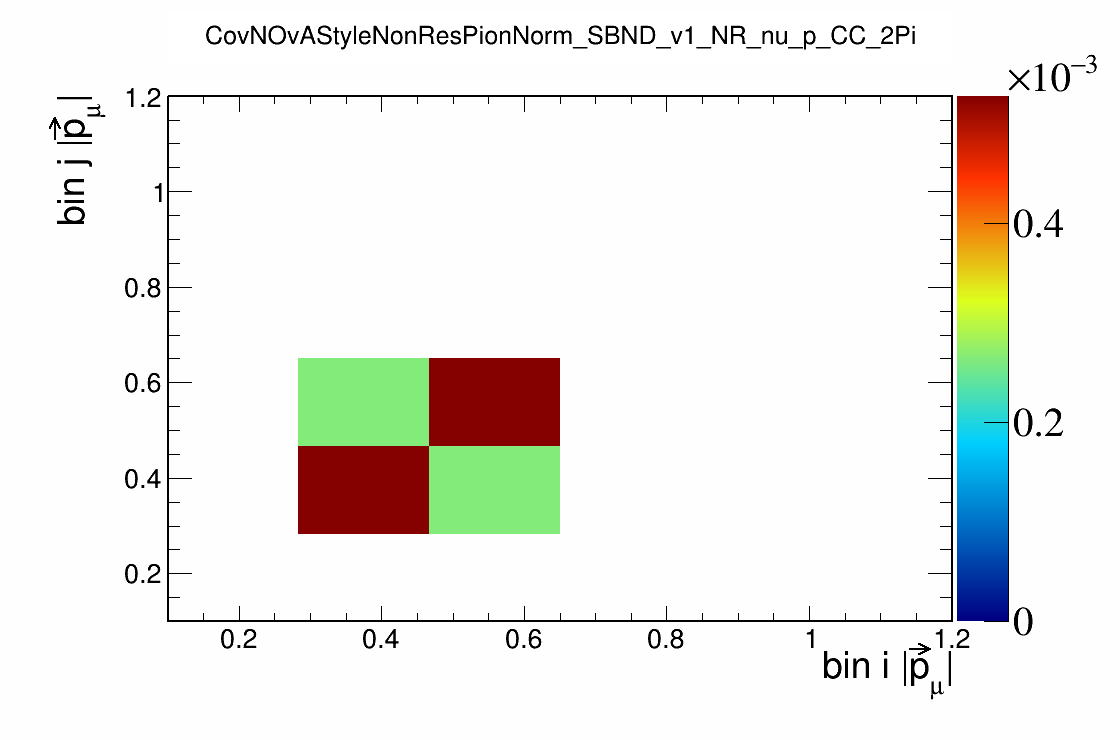 CovNOvAStyleNonResPionNorm_SBND_v1_NR_nu_p_CC_2Pi
×10⁻³
bin j |p⃗_μ|
1.2
1
0.8
0.6
0.4
0.2
0.4
0.2
0
0.2 0.4 0.6 0.8 1 1.2
bin i |p⃗_μ|